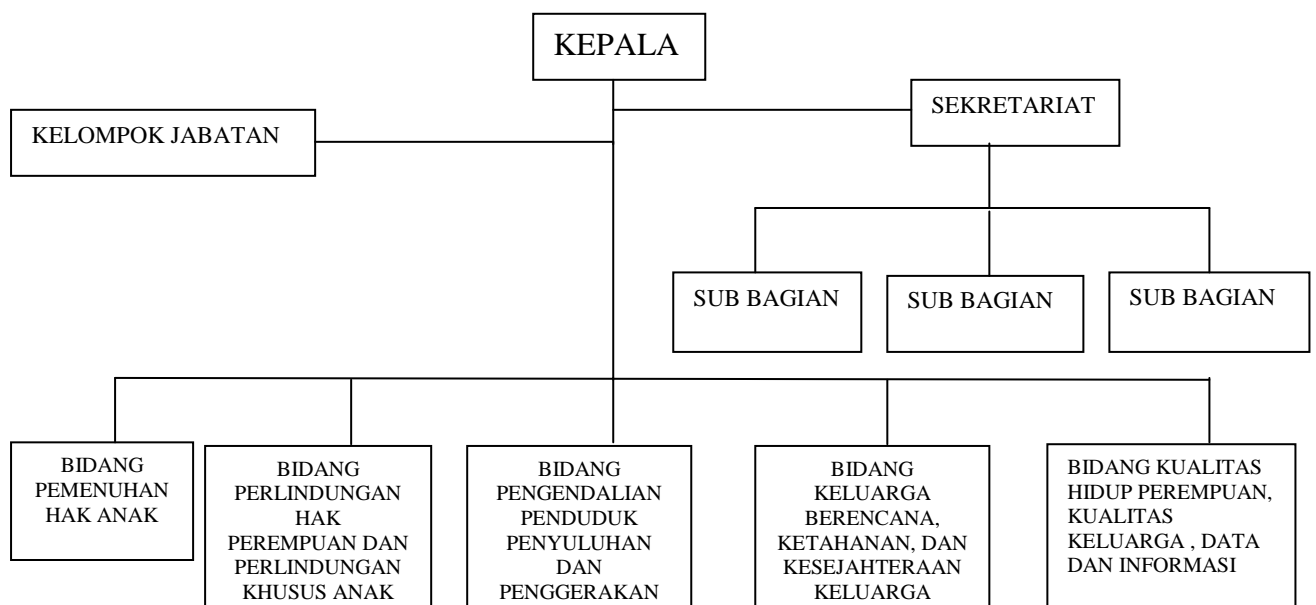 KEPALA
SEKRETARIAT
KELOMPOK JABATAN
SUB BAGIAN
SUB BAGIAN
SUB BAGIAN
BIDANG
PEMENUHAN
HAK ANAK
BIDANG
PERLINDUNGAN
HAK
PEREMPUAN DAN
PERLINDUNGAN
KHUSUS ANAK
BIDANG
PENGENDALIAN
PENDUDUK
PENYULUHAN
DAN
PENGGERAKAN
BIDANG
KELUARGA
BERENCANA,
KETAHANAN, DAN
KESEJAHTERAAN
KELUARGA
BIDANG KUALITAS
HIDUP PEREMPUAN,
KUALITAS
KELUARGA , DATA
DAN INFORMASI